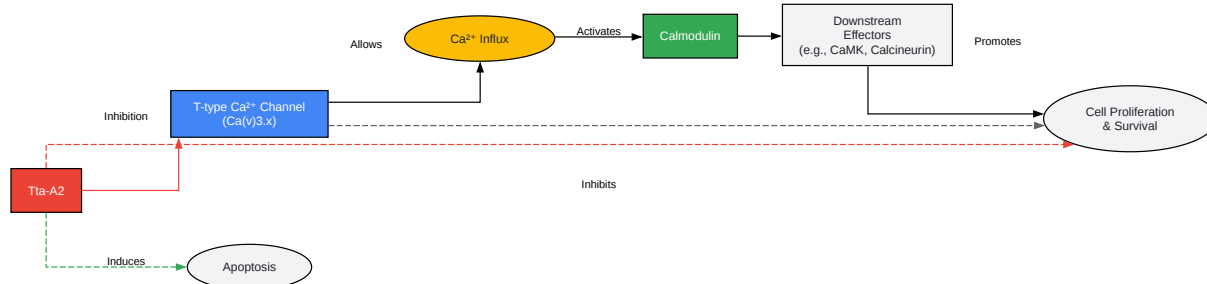 Downstream
Effectors
(e.g., CaMK, Calcineurin)
Allows
Ca²⁺ Influx
Activates
Calmodulin
Promotes
T-type Ca²⁺ Channel
(Ca(v)3.x)
Inhibition
Cell Proliferation
& Survival
Tta-A2
Inhibits
Induces
Apoptosis